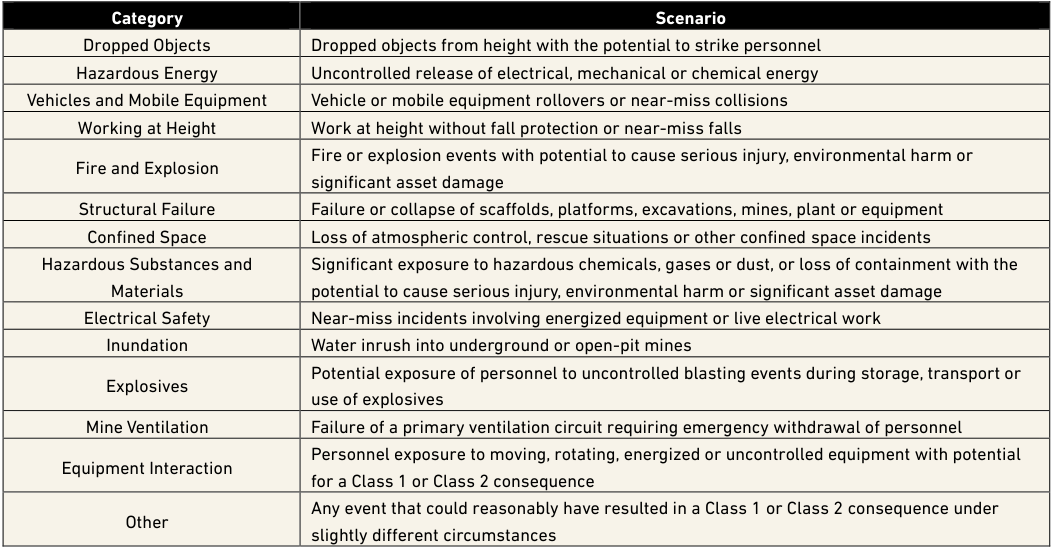 Category Scenario
Dropped Objects Dropped objects from height with the potential to strike personnel
Hazardous Energy Uncontrolled release of electrical, mechanical or chemical energy
Vehicles and Mobile Equipment Vehicle or mobile equipment rollovers or near-miss collisions
Working at Height Work at height without fall protection or near-miss falls
Fire and Explosion Fire or explosion events with potential to cause serious injury, environmental harm or
significant asset damage
Structural Failure Failure or collapse of scaffolds, platforms, excavations, mines, plant or equipment
Confined Space Loss of atmospheric control, rescue situations or other confined space incidents
Hazardous Substances and Significant exposure to hazardous chemicals, gases or dust, or loss of containment with the
Materials potential to cause serious injury, environmental harm or significant asset damage
Electrical Safety Near-miss incidents involving energized equipment or live electrical work
Inundation Water inrush into underground or open-pit mines
Explosives Potential exposure of personnel to uncontrolled blasting events during storage, transport or
use of explosives
Mine Ventilation Failure of a primary ventilation circuit requiring emergency withdrawal of personnel
Equipment Interaction Personnel exposure to moving, rotating, energized or uncontrolled equipment with potential
for a Class 1 or Class 2 consequence
Other Any event that could reasonably have resulted in a Class 1 or Class 2 consequence under
slightly different circumstances